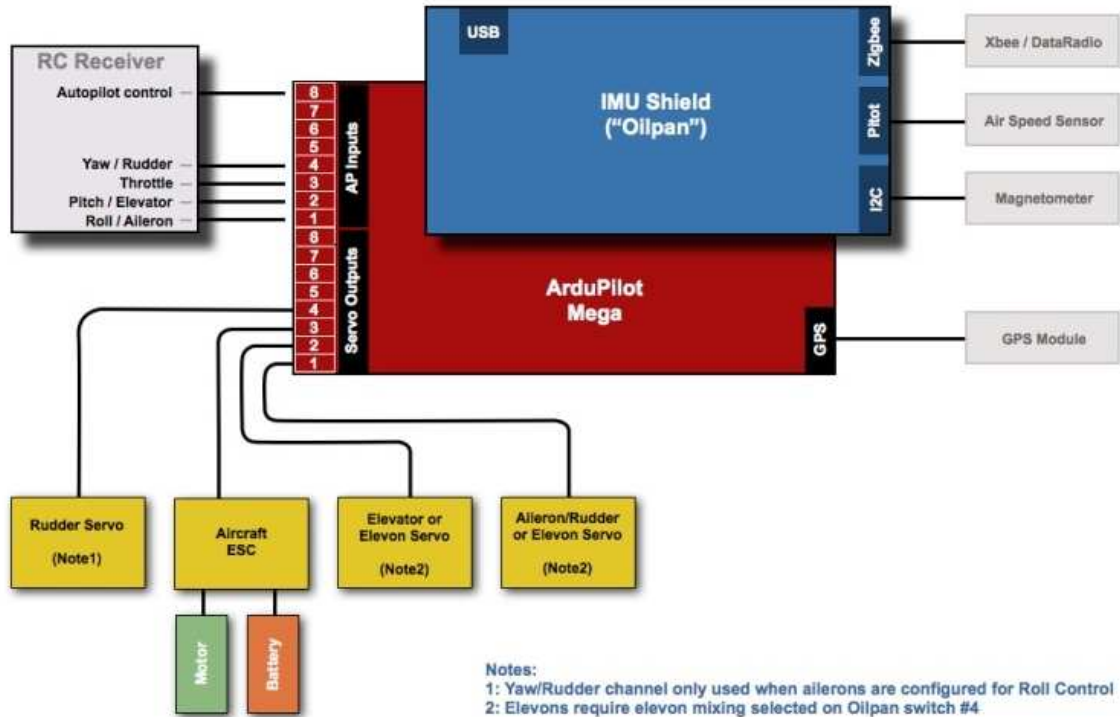 USB
Zigbee
Xbee / DataRadio
RC Receiver
Autopilot control
8
7
6
5
4
3
2
1
AP Inputs
IMU Shield
("Oilpan")
Pitot
Air Speed Sensor
Yaw / Rudder
Throttle
Pitch / Elevator
Roll / Aileron
I2C
Magnetometer
8
7
6
5
4
3
2
1
Servo Outputs
ArduPilot
Mega
GPS
GPS Module
Rudder Servo
(Note1)
Aircraft
ESC
Elevator or
Elevon Servo
(Note2)
Aileron/Rudder
or Elevon Servo
(Note2)
Motor
Battery
Notes:
1: Yaw/Rudder channel only used when ailerons are configured for Roll Control
2: Elevons require elevon mixing selected on Oilpan switch #4